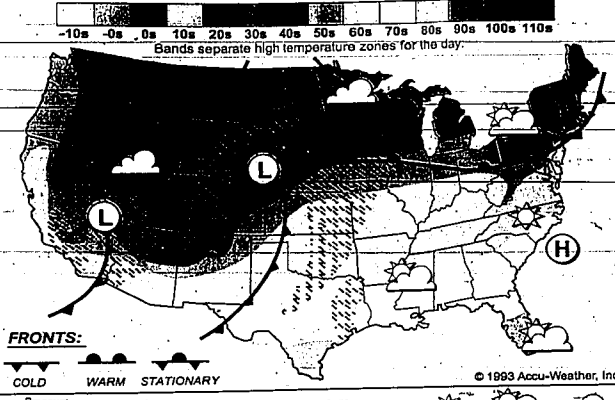 -10s -0s 0s 10s 20s 30s 40s 50s 60s 70s 80s 90s 100s 110s
Bands separate high temperature zones for the day.
L
L
H
FRONTS:
COLD WARM STATIONARY
© 1993 Accu-Weather, Inc